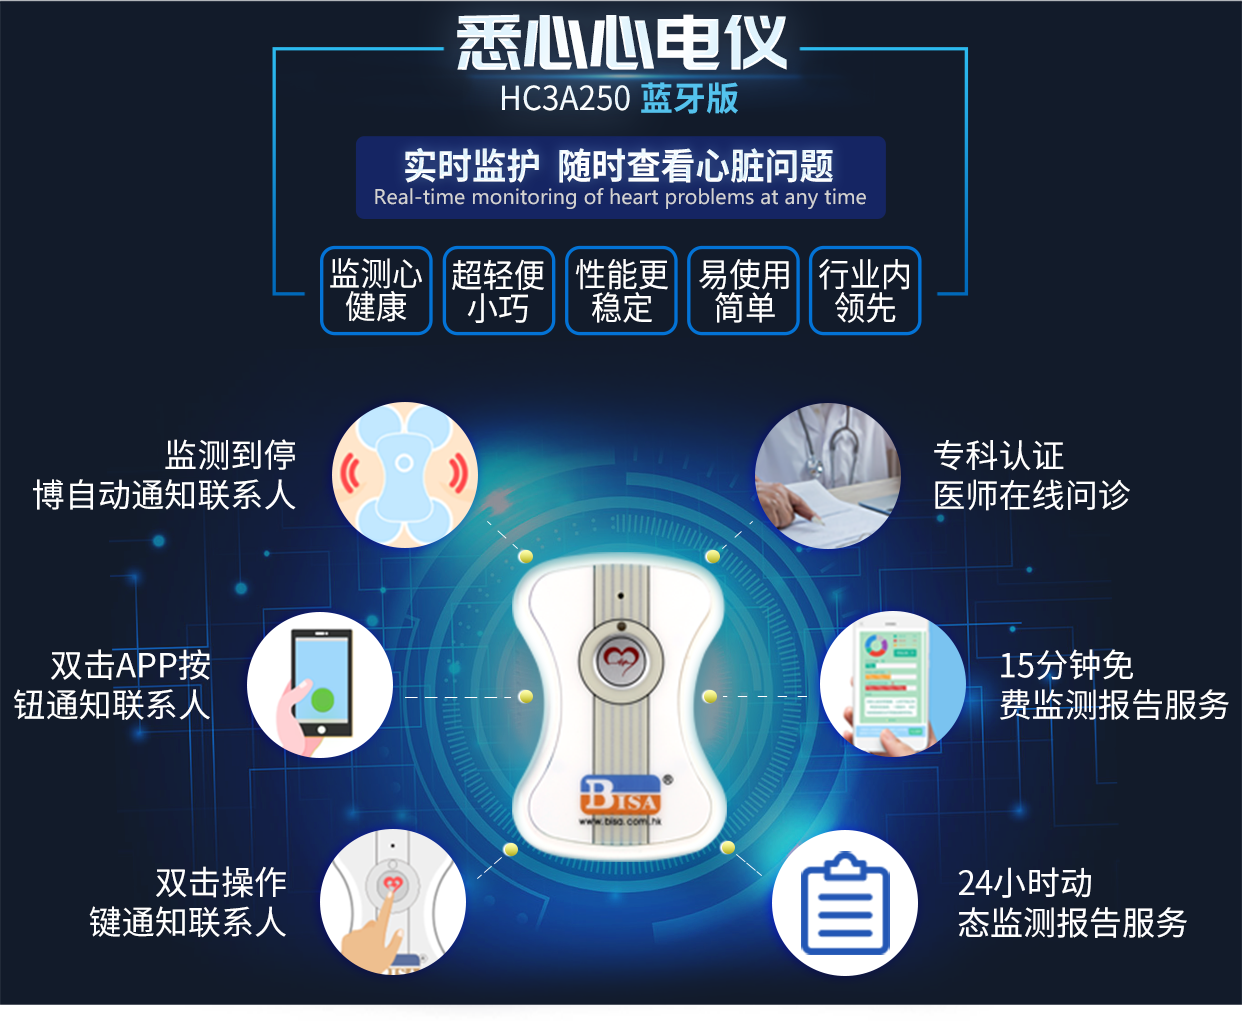 悉心心电仪
HC3A250 蓝牙版
实时监护 随时查看心脏问题
Real-time monitoring of heart problems at any time
监测心
健康
超轻便
小巧
性能更
稳定
易使用
简单
行业内
领先
监测到停
博自动通知联系人
专科认证
医师在线问诊
双击APP按
钮通知联系人
15分钟免
费监测报告服务
BISA®
www.bisa.com.hk
双击操作
键通知联系人
24小时动
态监测报告服务